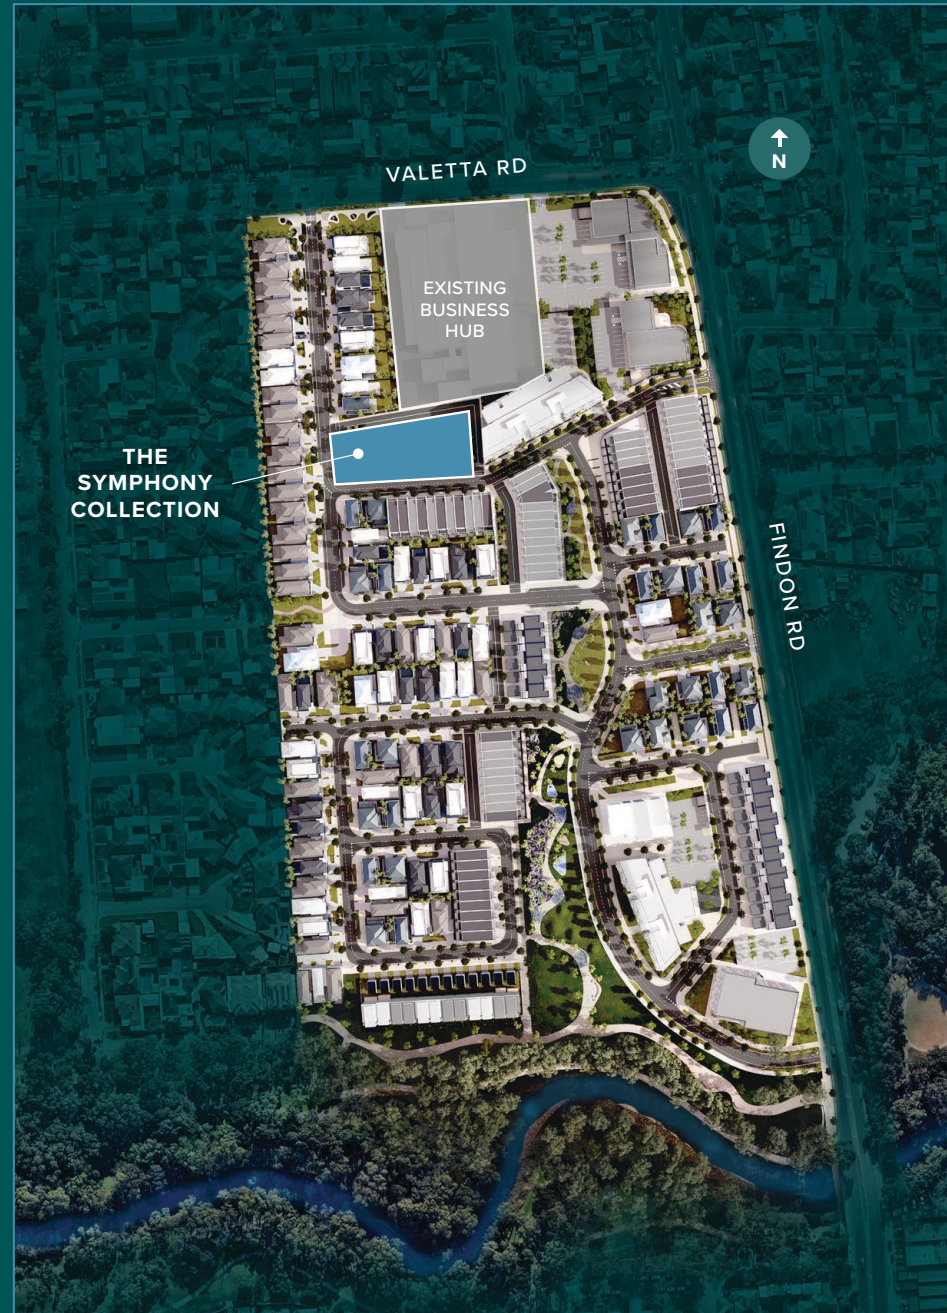 VALETTA RD
N
EXISTING
BUSINESS
HUB
THE
SYMPHONY
COLLECTION
FINDON RD